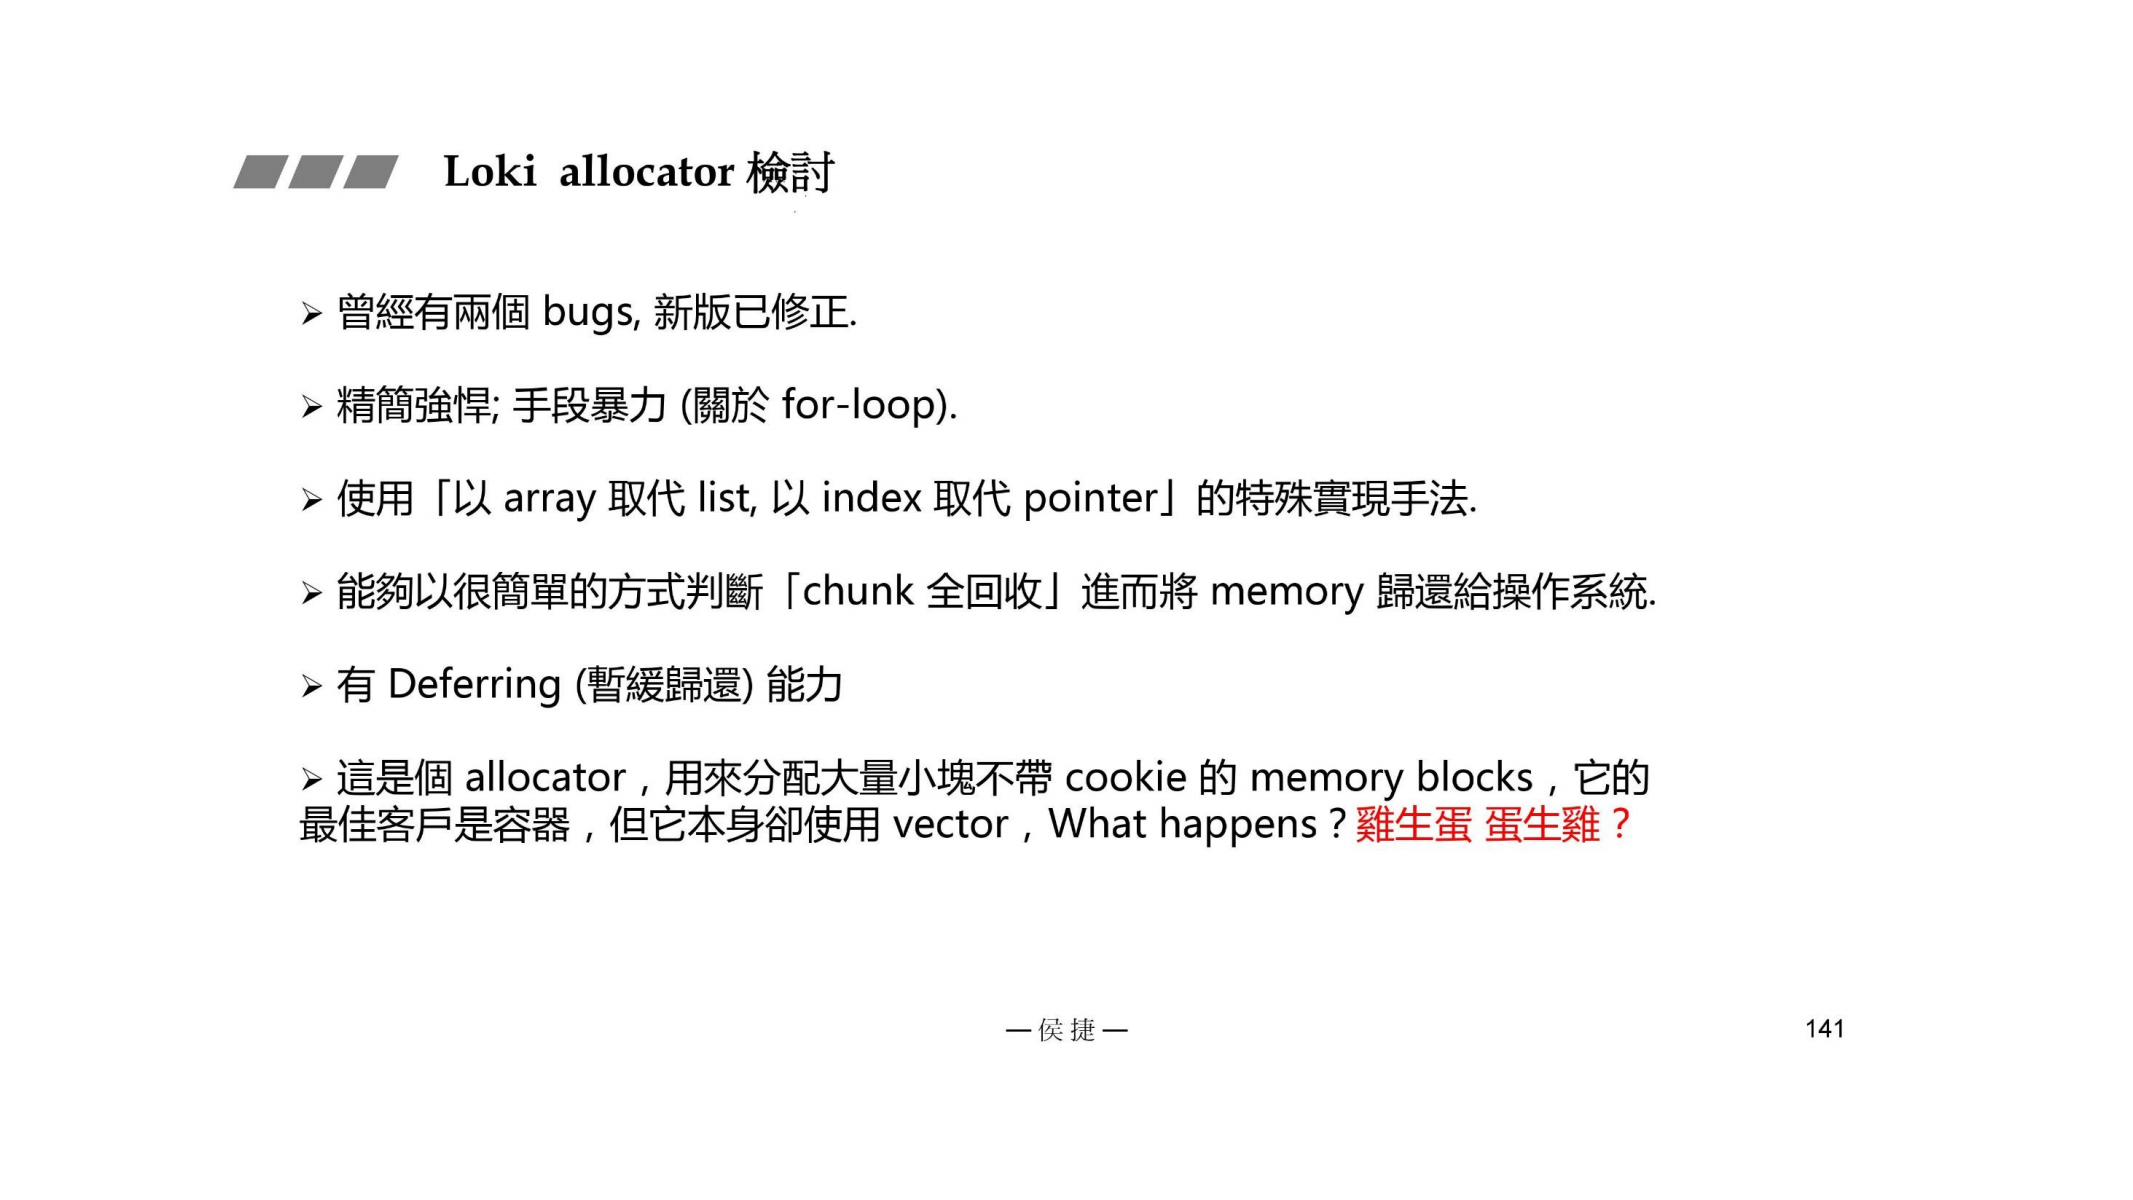 Loki allocator 檢討
➢ 曾經有兩個 bugs, 新版已修正.
➢ 精簡強悍; 手段暴力 (關於 for-loop).
➢ 使用「以 array 取代 list, 以 index 取代 pointer」的特殊實現手法.
➢ 能夠以很簡單的方式判斷「chunk 全回收」進而將 memory 歸還給操作系統.
➢ 有 Deferring (暫緩歸還) 能力
➢ 這是個 allocator，用來分配大量小塊不帶 cookie 的 memory blocks，它的
最佳客戶是容器，但它本身卻使用 vector，What happens？雞生蛋 蛋生雞？
— 侯捷 —
141